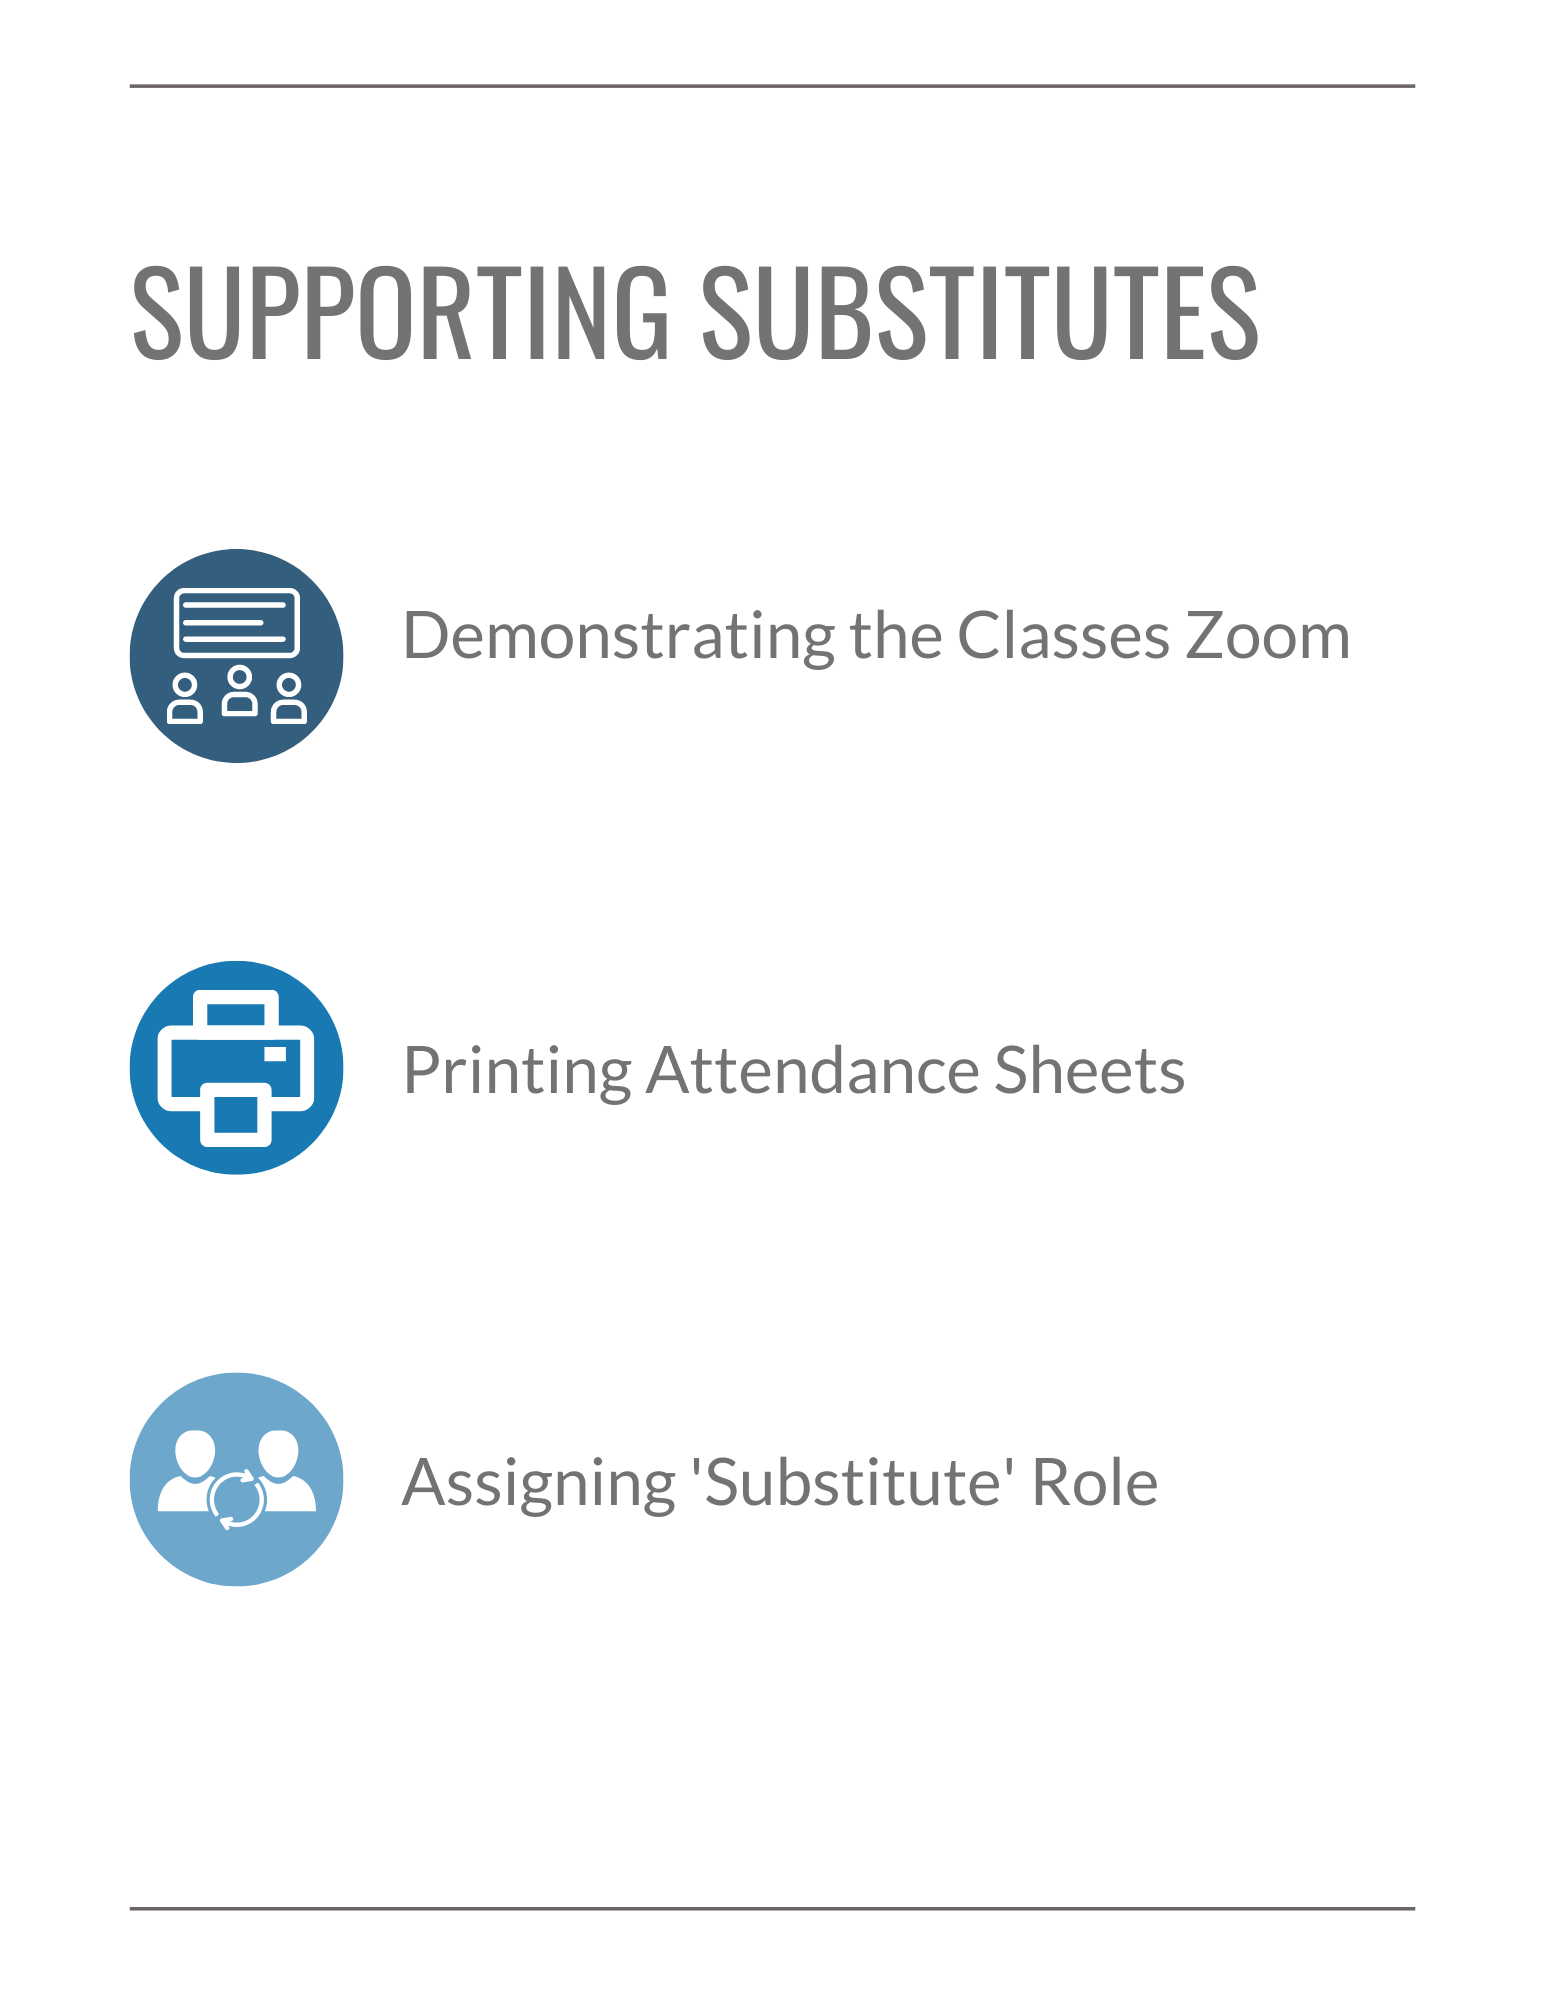 SUPPORTING SUBSTITUTES
Demonstrating the Classes Zoom
Printing Attendance Sheets
Assigning 'Substitute' Role